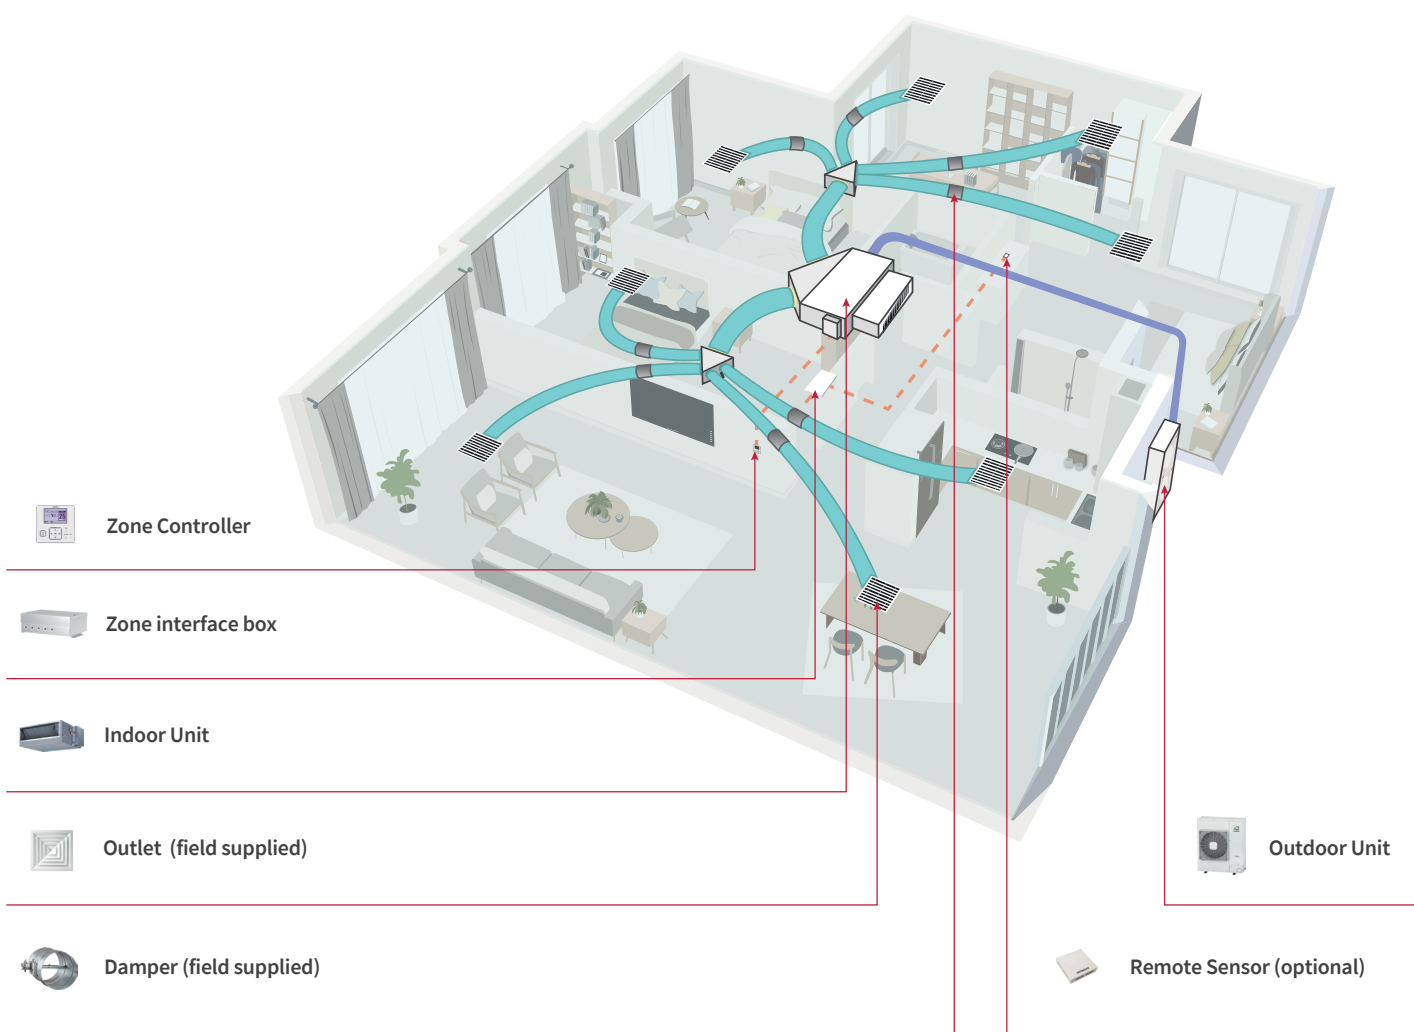 Zone Controller
Zone interface box
Indoor Unit
Outlet (field supplied)
Outdoor Unit
Damper (field supplied)
Remote Sensor (optional)